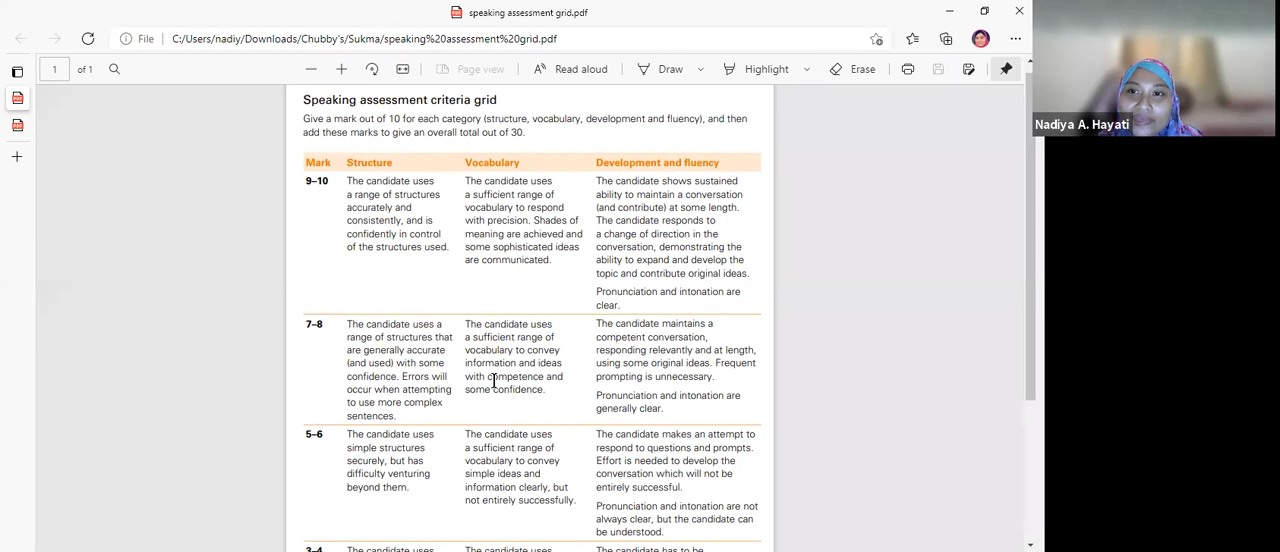 speaking assessment grid.pdf
File
C:/Users/nadiy/Downloads/Chubby's/Sukma/speaking%20assessment%20grid.pdf
1 of 1
Page view
Read aloud
Draw
Highlight
Erase
Nadiya A. Hayati
Speaking assessment criteria grid
Give a mark out of 10 for each category (structure, vocabulary, development and fluency), and then
add these marks to give an overall total out of 30.
Mark Structure Vocabulary Development and fluency
9–10
The candidate uses
a range of structures
accurately and
consistently, and is
confidently in control
of the structures used.
The candidate uses
a sufficient range of
vocabulary to respond
with precision. Shades of
meaning are achieved and
some sophisticated ideas
are communicated.
The candidate shows sustained
ability to maintain a conversation
(and contribute) at some length.
The candidate responds to
a change of direction in the
conversation, demonstrating the
ability to expand and develop the
topic and contribute original ideas.
Pronunciation and intonation are
clear.
7–8
The candidate uses a
range of structures that
are generally accurate
(and used) with some
confidence. Errors will
occur when attempting
to use more complex
sentences.
The candidate uses
a sufficient range of
vocabulary to convey
information and ideas
with competence and
some confidence.
The candidate maintains a
competent conversation,
responding relevantly and at length,
using some original ideas. Frequent
prompting is unnecessary.
Pronunciation and intonation are
generally clear.
5–6
The candidate uses
simple structures
securely, but has
difficulty venturing
beyond them.
The candidate uses
a sufficient range of
vocabulary to convey
simple ideas and
information clearly, but
not entirely successfully.
The candidate makes an attempt to
respond to questions and prompts.
Effort is needed to develop the
conversation which will not be
entirely successful.
Pronunciation and intonation are not
always clear, but the candidate can
be understood.
3–4
The candidate uses
The candidate uses
The candidate has to be